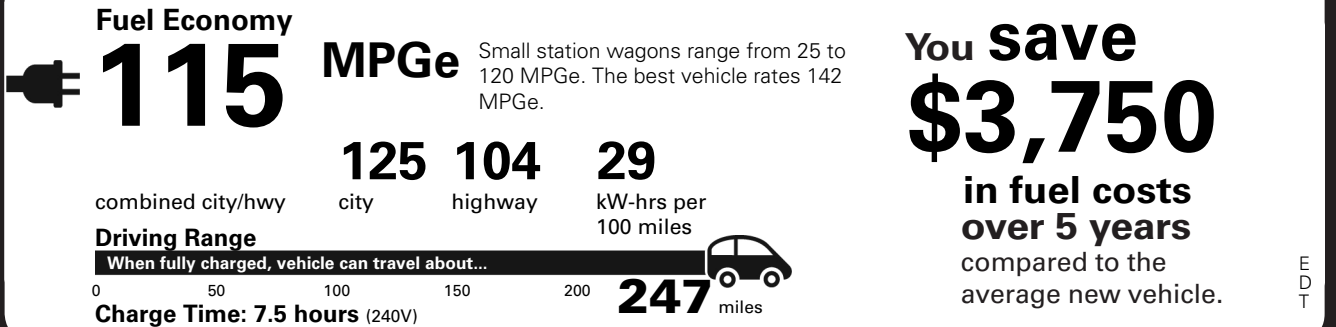 Fuel Economy
115
MPGe
Small station wagons range from 25 to
120 MPGe. The best vehicle rates 142
MPGe.
combined city/hwy
125
city
104
highway
29
kW-hrs per
100 miles
Driving Range
When fully charged, vehicle can travel about...
0 50 100 150 200 247 miles
Charge Time: 7.5 hours (240V)
You save
$3,750
in fuel costs
over 5 years
compared to the
average new vehicle.
EDT